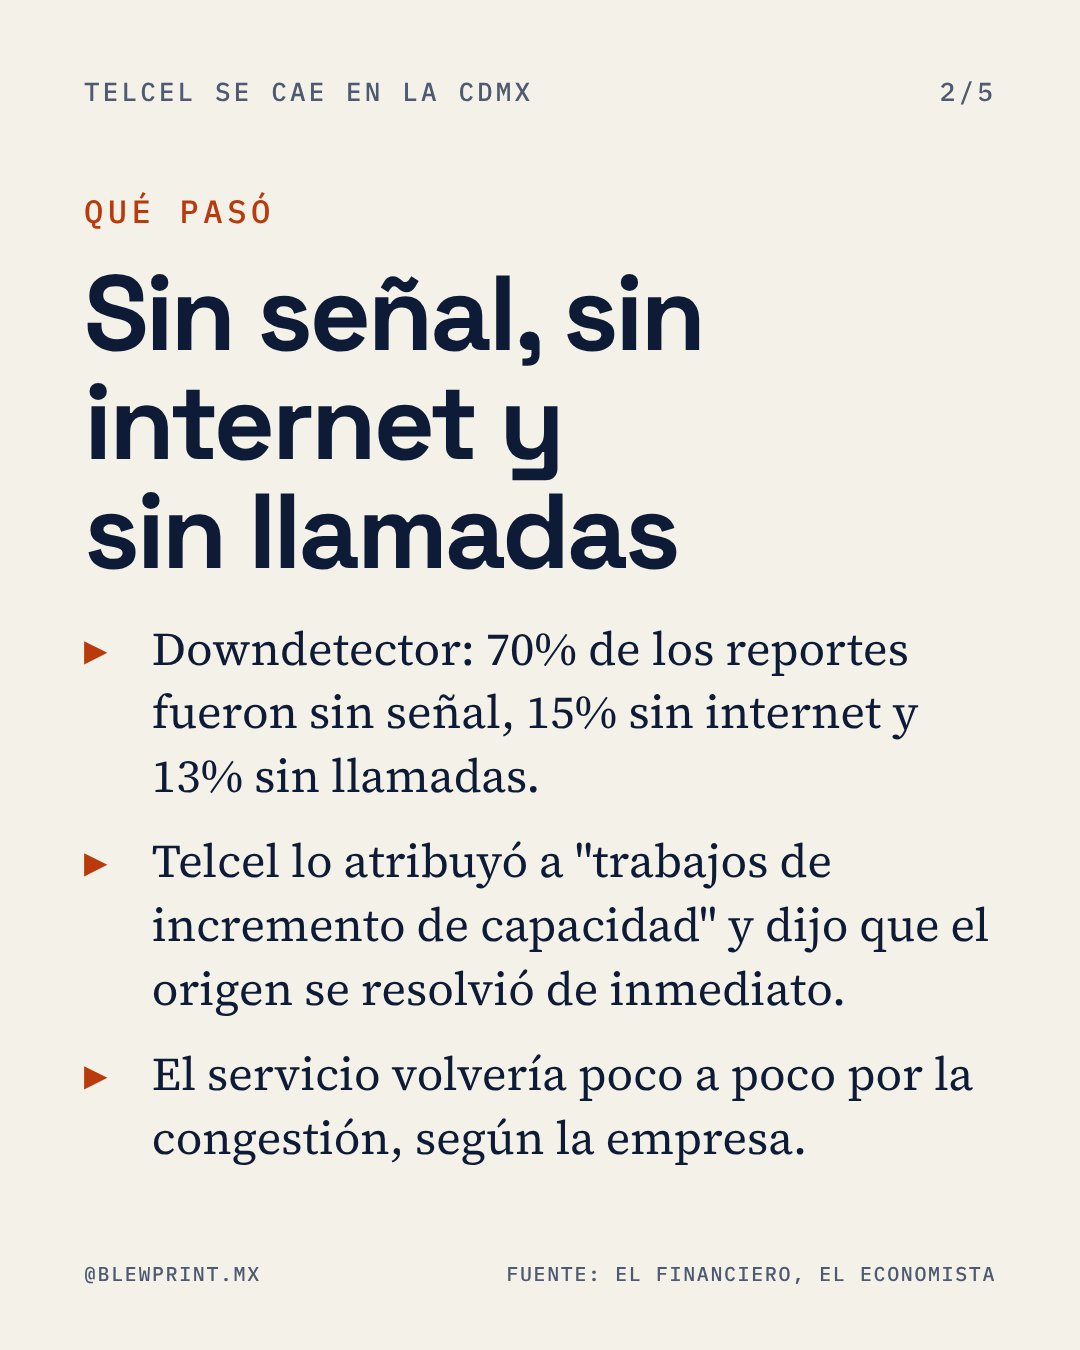 TELCEL SE CAE EN LA CDMX
2/5
QUÉ PASÓ
Sin señal, sin
internet y
sin llamadas
▶ Downdetector: 70% de los reportes
fueron sin señal, 15% sin internet y
13% sin llamadas.
▶ Telcel lo atribuyó a "trabajos de
incremento de capacidad" y dijo que el
origen se resolvió de inmediato.
▶ El servicio volvería poco a poco por la
congestión, según la empresa.
@BLEWPRINT.MX
FUENTE: EL FINANCIERO, EL ECONOMISTA